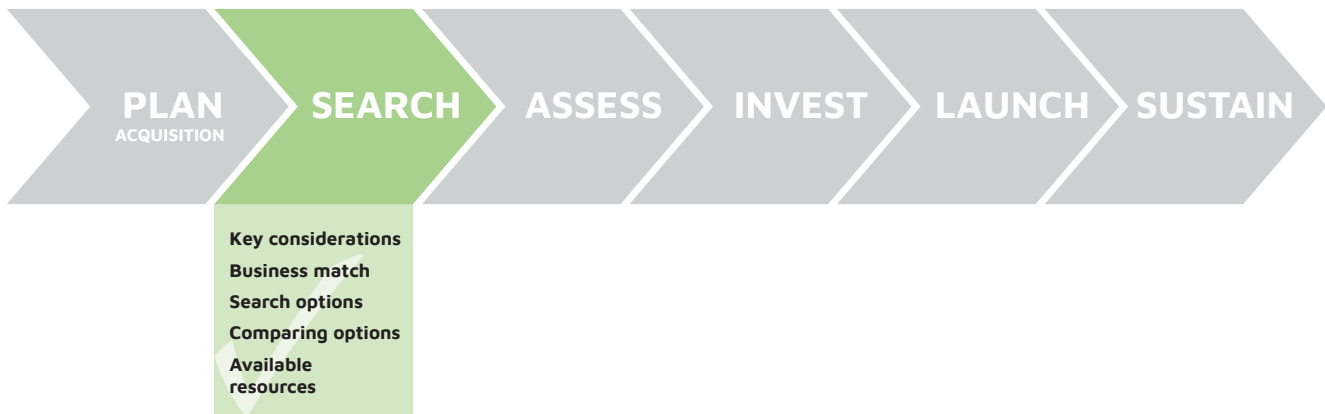 PLAN
ACQUISITION
SEARCH
ASSESS
INVEST
LAUNCH
SUSTAIN
Key considerations
Business match
Search options
Comparing options
Available
resources